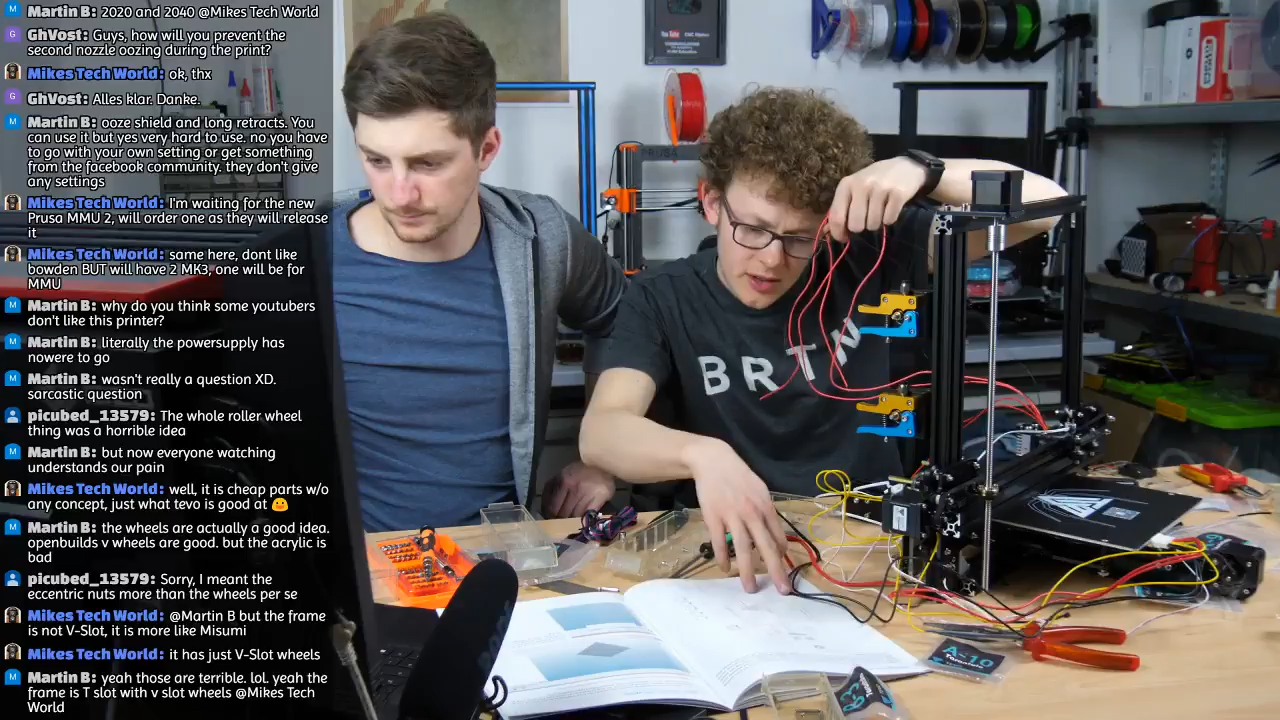 Martin B: 2020 and 2040 @Mikes Tech World
GhVost: Guys, how will you prevent the
second nozzle oozing during the print?
Mikes Tech World: ok, thx
GhVost: Alles klar. Danke.
Martin B: ooze shield and long retracts. You
can use it but yes very hard to use. no you have
to go with your own setting or get something
from the facebook community. they don't give
any settings
Mikes Tech World: I'm waiting for the new
Prusa MMU 2, will order one as they will release
it
Mikes Tech World: same here, dont like
bowden BUT will have 2 MK3, one will be for
MMU
Martin B: why do you think some youtubers
don't like this printer?
Martin B: literally the powersupply has
nowere to go
Martin B: wasn't really a question XD.
sarcastic question
picubed_13579: The whole roller wheel
thing was a horrible idea
Martin B: but now everyone watching
understands our pain
Mikes Tech World: well, it is cheap parts w/o
any concept, just what tevo is good at
Martin B: the wheels are actually a good idea.
openbuilds v wheels are good. but the acrylic is
bad
picubed_13579: Sorry, I meant the
eccentric nuts more than the wheels per se
Mikes Tech World: @Martin B but the frame
is not V-Slot, it is more like Misumi
Mikes Tech World: it has just V-Slot wheels
Martin B: yeah those are terrible. lol. yeah the
frame is T slot with v slot wheels @Mikes Tech
World
YouTube
PRUSA
BRTN
A-10